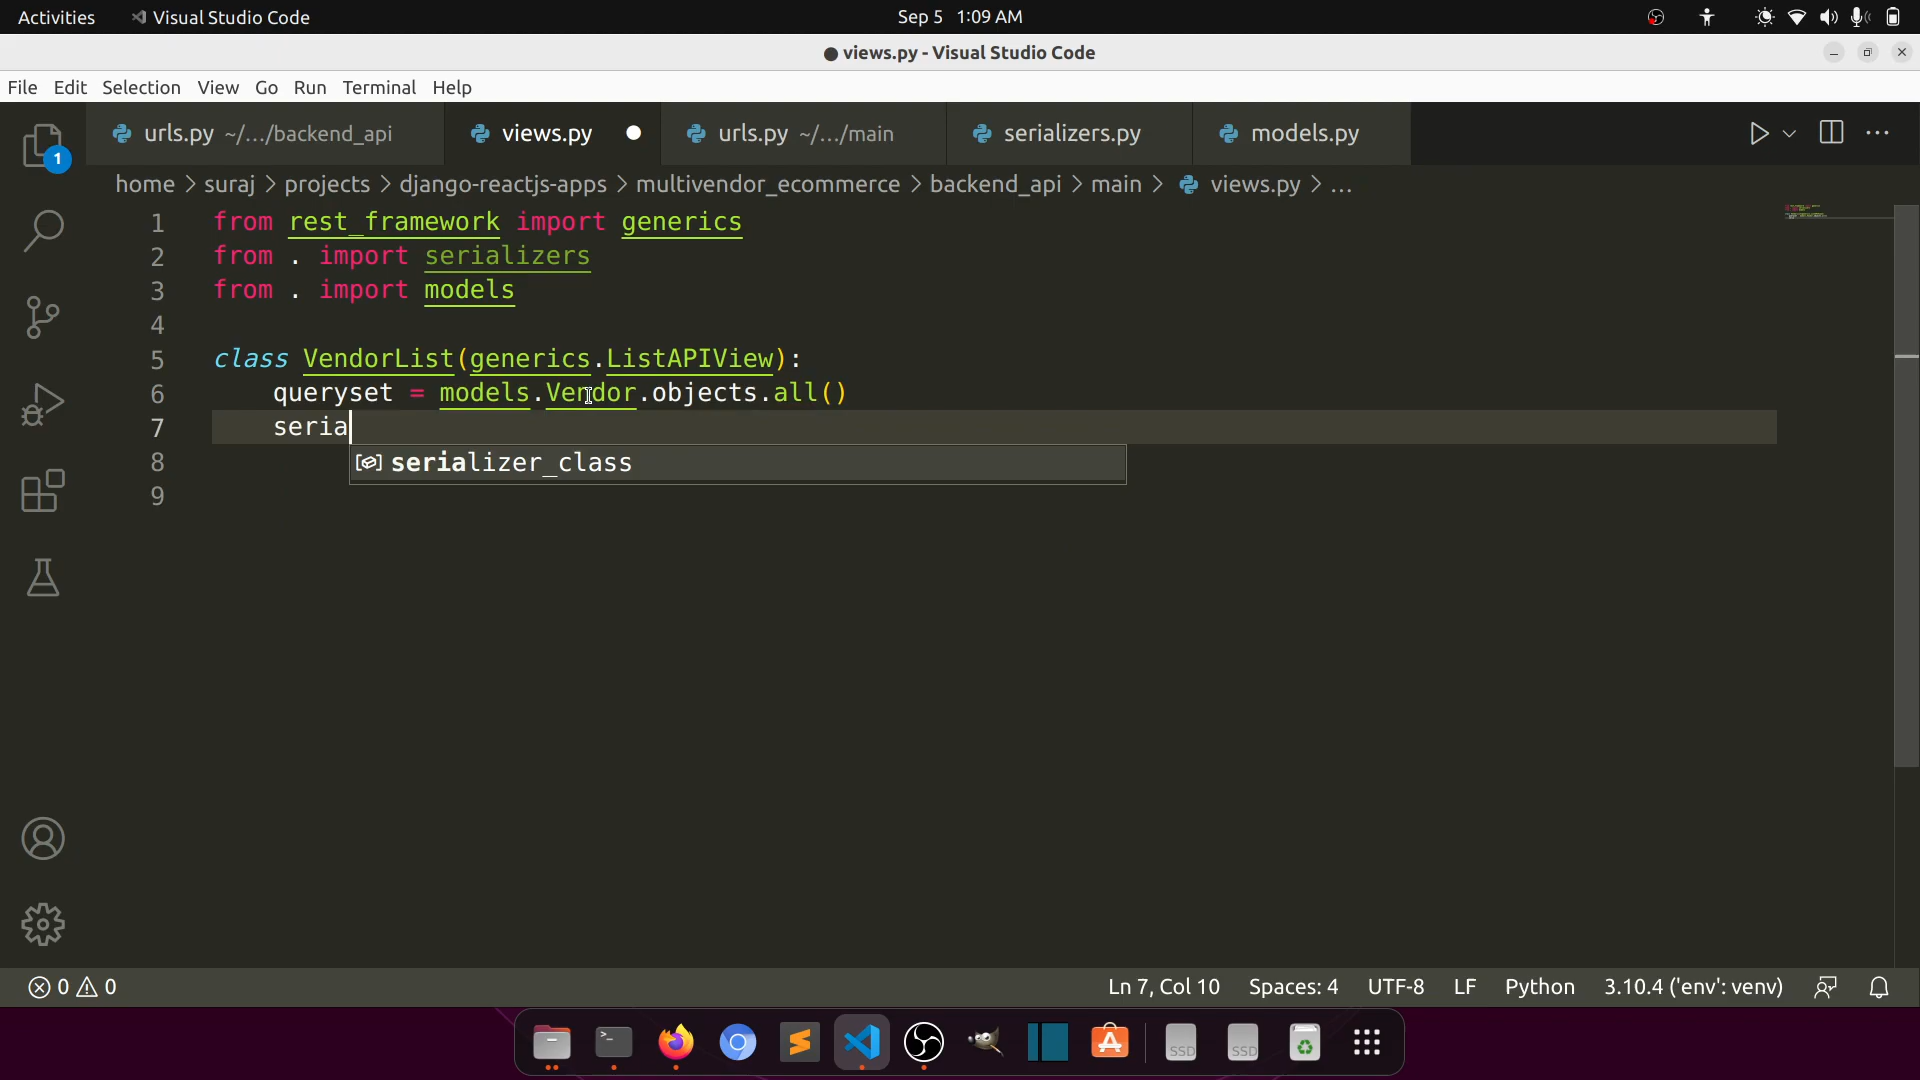 Activities Visual Studio Code Sep 5 1:09 AM
views.py - Visual Studio Code
File Edit Selection View Go Run Terminal Help
urls.py ~/.../backend_api views.py urls.py ~/.../main serializers.py models.py
home > suraj > projects > django-reactjs-apps > multivendor_ecommerce > backend_api > main > views.py > ...
1 from rest_framework import generics
2 from . import serializers
3 from . import models
4
5 class VendorList(generics.ListAPIView):
6 queryset = models.Vendor.objects.all()
7 seria
8 serializer_class
9
1
0 0 Ln 7, Col 10 Spaces: 4 UTF-8 LF Python 3.10.4 ('env': venv)
SSD SSD